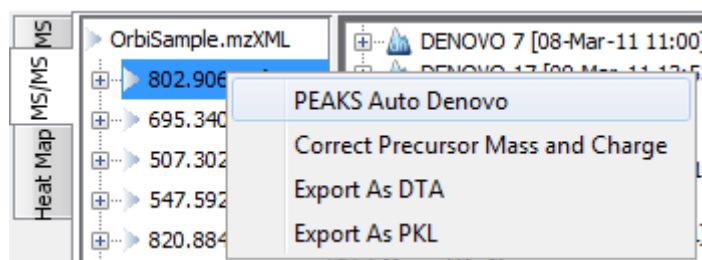 MS
MS/MS
Heat Map
OrbiSample.mzXML
802.906
695.340
507.302
547.592
820.884
DENOVO 7 [08-Mar-11 11:00]
DENOVO 17
PEAKS Auto Denovo
Correct Precursor Mass and Charge
Export As DTA
Export As PKL